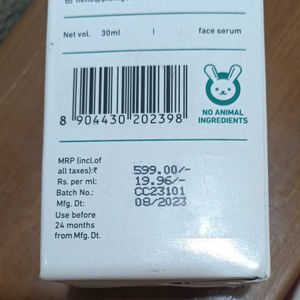 Net vol. 30ml | face serum
8 904430 202398
NO ANIMAL
INGREDIENTS
MRP (incl.of
all taxes):₹ 599.00/-
Rs. per ml: 19.96/-
Batch No.: CC23101
Mfg. Dt. 08/2023
Use before
24 months
from Mfg. Dt.